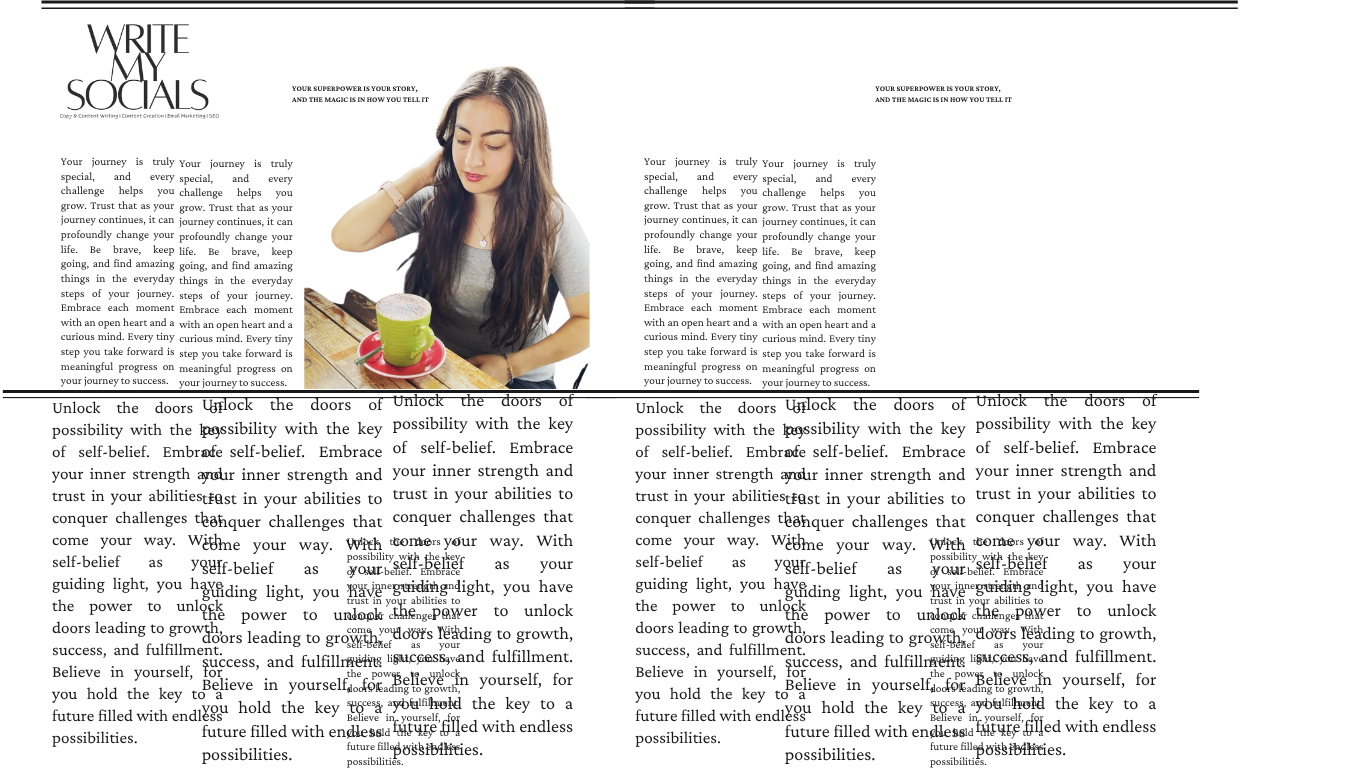 WRITE
MY
SOCIALS
Copy & Content Writing | Content Creation | Email Marketing | SEO
YOUR SUPERPOWER IS YOUR STORY,
AND THE MAGIC IS IN HOW YOU TELL IT
Your journey is truly
special, and every
challenge helps you
grow. Trust that as your
journey continues, it can
profoundly change your
life. Be brave, keep
going, and find amazing
things in the everyday
steps of your journey.
Embrace each moment
with an open heart and a
curious mind. Every tiny
step you take forward is
meaningful progress on
your journey to success.
Your journey is truly
special, and every
challenge helps you
grow. Trust that as your
journey continues, it can
profoundly change your
life. Be brave, keep
going, and find amazing
things in the everyday
steps of your journey.
Embrace each moment
with an open heart and a
curious mind. Every tiny
step you take forward is
meaningful progress on
your journey to success.
YOUR SUPERPOWER IS YOUR STORY,
AND THE MAGIC IS IN HOW YOU TELL IT
Your journey is truly
special, and every
challenge helps you
grow. Trust that as your
journey continues, it can
profoundly change your
life. Be brave, keep
going, and find amazing
things in the everyday
steps of your journey.
Embrace each moment
with an open heart and a
curious mind. Every tiny
step you take forward is
meaningful progress on
your journey to success.
Your journey is truly
special, and every
challenge helps you
grow. Trust that as your
journey continues, it can
profoundly change your
life. Be brave, keep
going, and find amazing
things in the everyday
steps of your journey.
Embrace each moment
with an open heart and a
curious mind. Every tiny
step you take forward is
meaningful progress on
your journey to success.
Unlock the doors of
possibility with the key
of self-belief. Embrace
your inner strength and
trust in your abilities to
conquer challenges that
come your way. With
self-belief as your
guiding light, you have
the power to unlock
doors leading to growth,
success, and fulfillment.
Believe in yourself, for
you hold the key to a
future filled with endless
possibilities.
Unlock the doors of
possibility with the key
of self-belief. Embrace
your inner strength and
trust in your abilities to
conquer challenges that
come your way. With
self-belief as your
guiding light, you have
the power to unlock
doors leading to growth,
success, and fulfillment.
Believe in yourself, for
you hold the key to a
future filled with endless
possibilities.
Unlock the doors of
possibility with the key
of self-belief. Embrace
your inner strength and
trust in your abilities to
conquer challenges that
come your way. With
self-belief as your
guiding light, you have
the power to unlock
doors leading to growth,
success, and fulfillment.
Believe in yourself, for
you hold the key to a
future filled with endless
possibilities.
Unlock the doors of
possibility with the key
of self-belief. Embrace
your inner strength and
trust in your abilities to
conquer challenges that
come your way. With
self-belief as your
guiding light, you have
the power to unlock
doors leading to growth,
success, and fulfillment.
Believe in yourself, for
you hold the key to a
future filled with endless
possibilities.
Unlock the doors of
possibility with the key
of self-belief. Embrace
your inner strength and
trust in your abilities to
conquer challenges that
come your way. With
self-belief as your
guiding light, you have
the power to unlock
doors leading to growth,
success, and fulfillment.
Believe in yourself, for
you hold the key to a
future filled with endless
possibilities.
Unlock the doors of
possibility with the key
of self-belief. Embrace
your inner strength and
trust in your abilities to
conquer challenges that
come your way. With
self-belief as your
guiding light, you have
the power to unlock
doors leading to growth,
success, and fulfillment.
Believe in yourself, for
you hold the key to a
future filled with endless
possibilities.
Unlock the doors of
possibility with the key
of self-belief. Embrace
your inner strength and
trust in your abilities to
conquer challenges that
come your way. With
self-belief as your
guiding light, you have
the power to unlock
doors leading to growth,
success, and fulfillment.
Believe in yourself, for
you hold the key to a
future filled with endless
possibilities.
Unlock the doors of
possibility with the key
of self-belief. Embrace
your inner strength and
trust in your abilities to
conquer challenges that
come your way. With
self-belief as your
guiding light, you have
the power to unlock
doors leading to growth,
success, and fulfillment.
Believe in yourself, for
you hold the key to a
future filled with endless
possibilities.